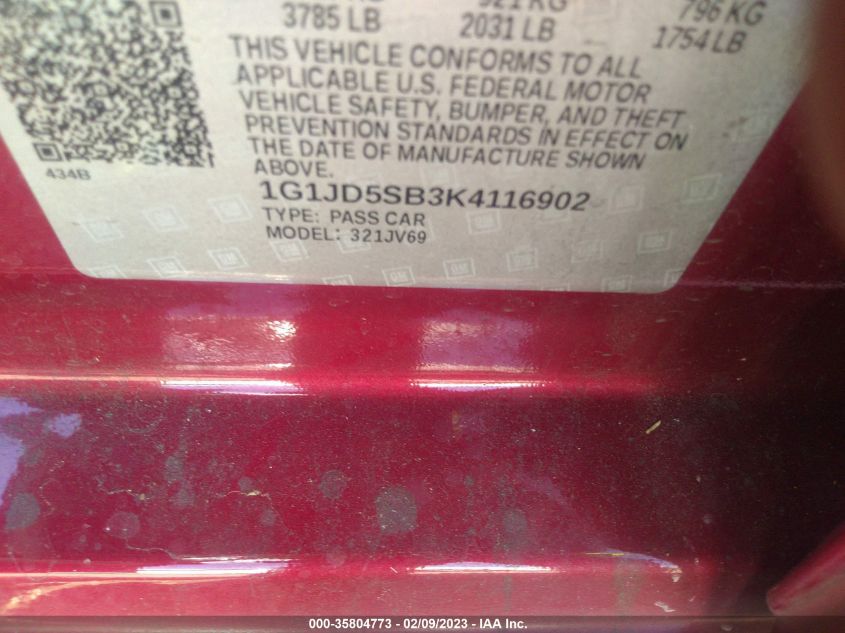 3785 LB 2031 LB 1754 LB
THIS VEHICLE CONFORMS TO ALL
APPLICABLE U.S. FEDERAL MOTOR
VEHICLE SAFETY, BUMPER, AND THEFT
PREVENTION STANDARDS IN EFFECT ON
THE DATE OF MANUFACTURE SHOWN
ABOVE.
434B
1G1JD5SB3K4116902
TYPE: PASS CAR
MODEL: 321JV69
000-35804773 - 02/09/2023 - IAA Inc.